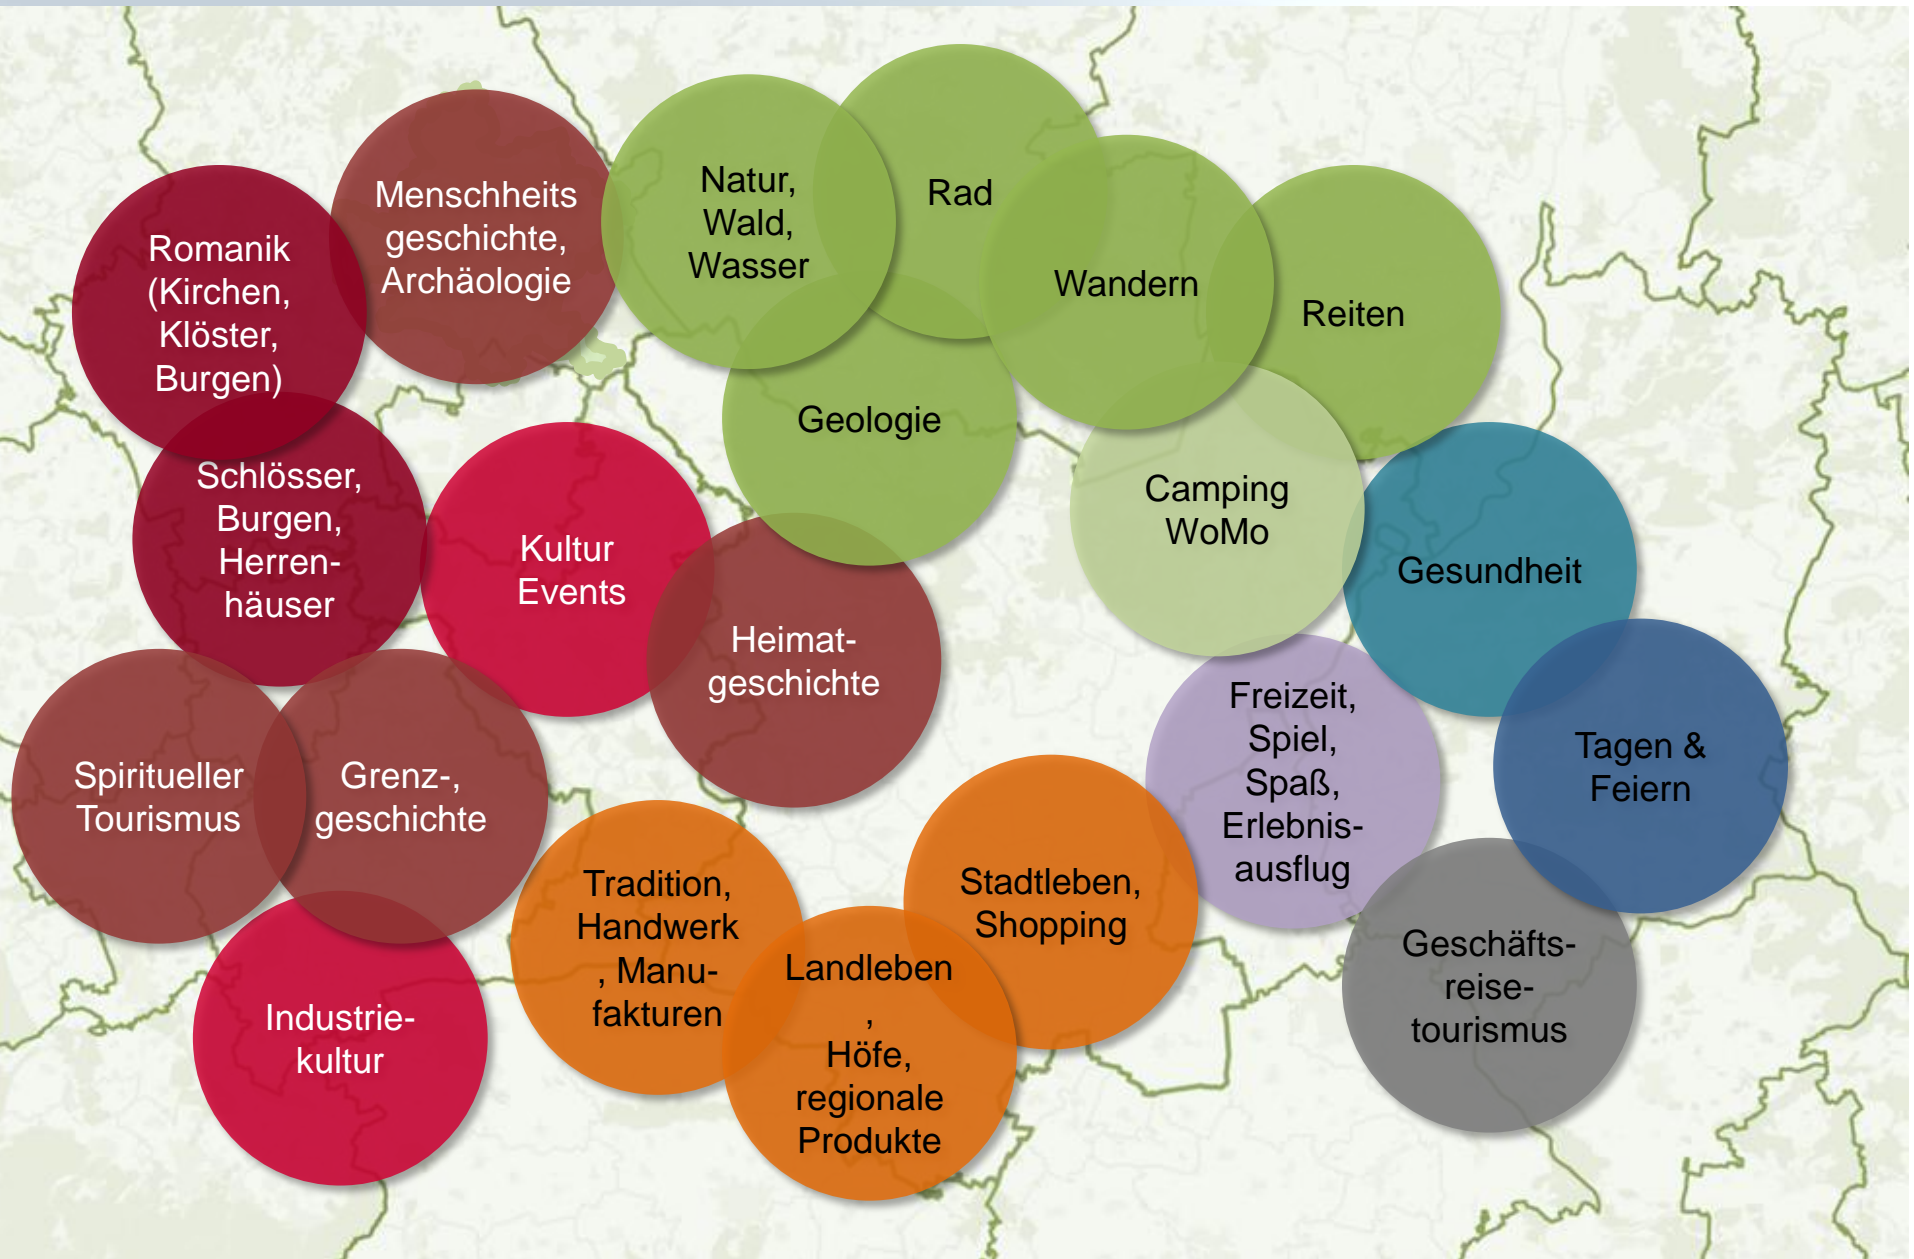 Romanik
(Kirchen,
Klöster,
Burgen)
Menschheits
geschichte,
Archäologie
Natur,
Wald,
Wasser
Rad
Wandern
Reiten
Geologie
Camping
WoMo
Gesundheit
Schlösser,
Burgen,
Herren-
häuser
Kultur
Events
Heimat-
geschichte
Freizeit,
Spiel,
Spaß,
Erlebnis-
ausflug
Tagen &
Feiern
Spiritueller
Tourismus
Grenz-,
geschichte
Tradition,
Handwerk
, Manu-
fakturen
Stadtleben,
Shopping
Landleben
,
Höfe,
regionale
Produkte
Geschäfts-
reise-
tourismus
Industrie-
kultur